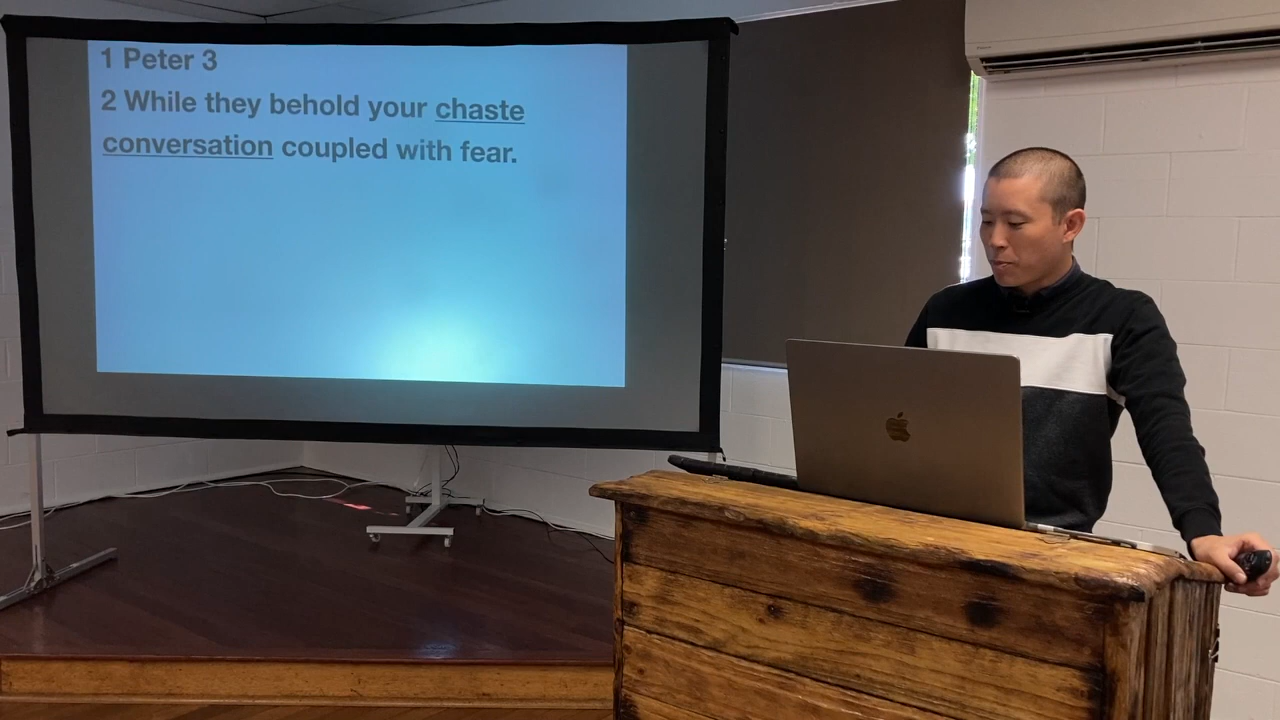 1 Peter 3
2 While they behold your chaste
conversation coupled with fear.